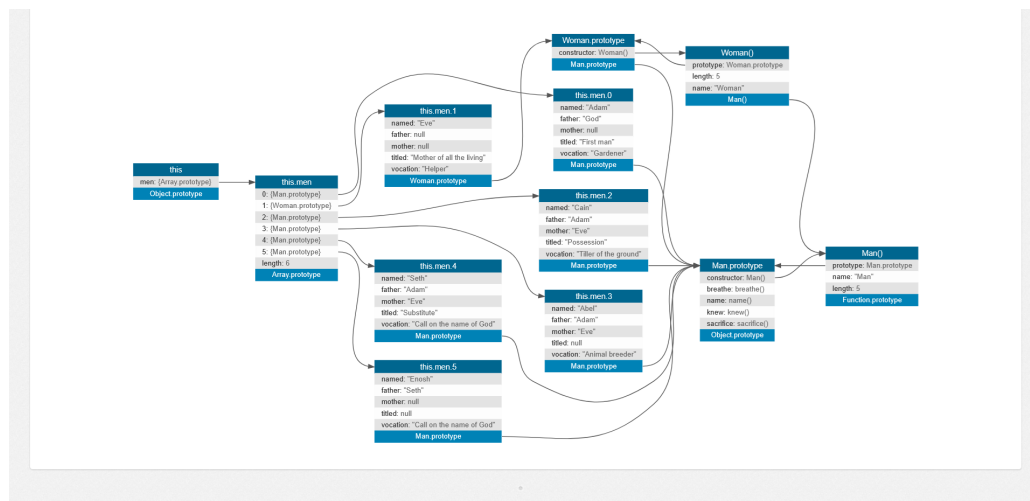 this
men: {Array.prototype}
Object.prototype
this.men
0: {Man.prototype}
1: {Woman.prototype}
2: {Man.prototype}
3: {Man.prototype}
4: {Man.prototype}
5: {Man.prototype}
length: 6
Array.prototype
this.men.1
named: "Eve"
father: null
mother: null
titled: "Mother of all the living"
vocation: "Helper"
Woman.prototype
this.men.4
named: "Seth"
father: "Adam"
mother: "Eve"
titled: "Substitute"
vocation: "Call on the name of God"
Man.prototype
this.men.5
named: "Enosh"
father: "Seth"
mother: null
titled: null
vocation: "Call on the name of God"
Man.prototype
Woman.prototype
constructor: Woman()
Man.prototype
this.men.0
named: "Adam"
father: "God"
mother: null
titled: "First man"
vocation: "Gardener"
Man.prototype
this.men.2
named: "Cain"
father: "Adam"
mother: "Eve"
titled: "Possession"
vocation: "Tiller of the ground"
Man.prototype
this.men.3
named: "Abel"
father: "Adam"
mother: "Eve"
titled: null
vocation: "Animal breeder"
Man.prototype
Woman()
prototype: Woman.prototype
length: 5
name: "Woman"
Man()
Man.prototype
constructor: Man()
breathe: breathe()
name: name()
knew: knew()
sacrifice: sacrifice()
Object.prototype
Man()
prototype: Man.prototype
name: "Man"
length: 5
Function.prototype